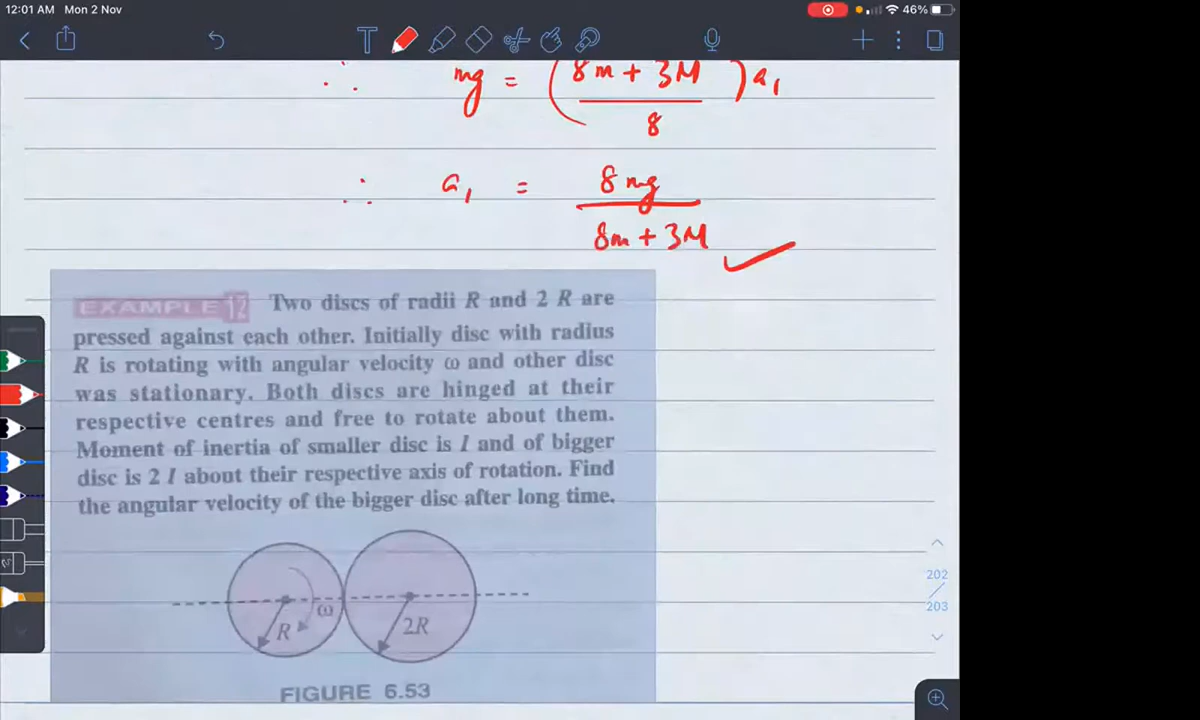 12:01 AM Mon 2 Nov
46%
T
∴ mg = (8m + 3M / 8) a₁
∴ a₁ = 8mg / 8m + 3M
EXAMPLE 12 Two discs of radii R and 2 R are
pressed against each other. Initially disc with radius
R is rotating with angular velocity ω and other disc
was stationary. Both discs are hinged at their
respective centres and free to rotate about them.
Moment of inertia of smaller disc is I and of bigger
disc is 2 I about their respective axis of rotation. Find
the angular velocity of the bigger disc after long time.
R ω 2R
FIGURE 6.53
202
203